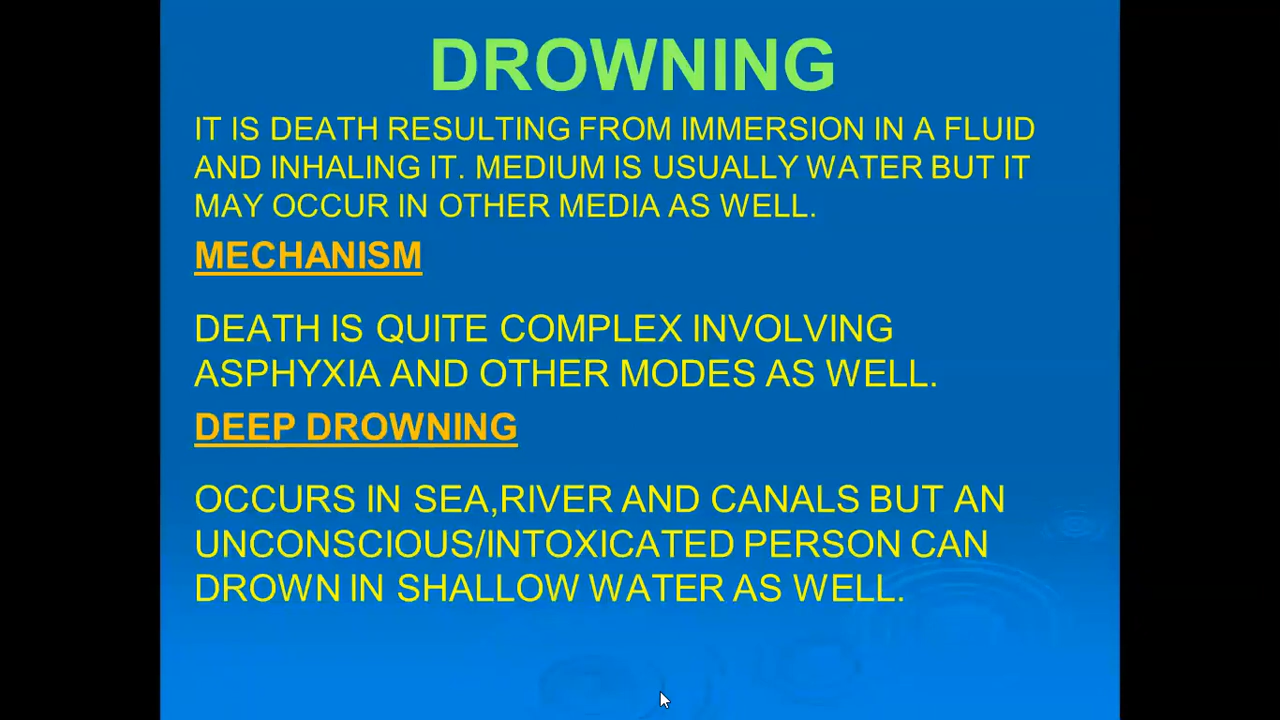 DROWNING
IT IS DEATH RESULTING FROM IMMERSION IN A FLUID
AND INHALING IT. MEDIUM IS USUALLY WATER BUT IT
MAY OCCUR IN OTHER MEDIA AS WELL.
MECHANISM
DEATH IS QUITE COMPLEX INVOLVING
ASPHYXIA AND OTHER MODES AS WELL.
DEEP DROWNING
OCCURS IN SEA,RIVER AND CANALS BUT AN
UNCONSCIOUS/INTOXICATED PERSON CAN
DROWN IN SHALLOW WATER AS WELL.